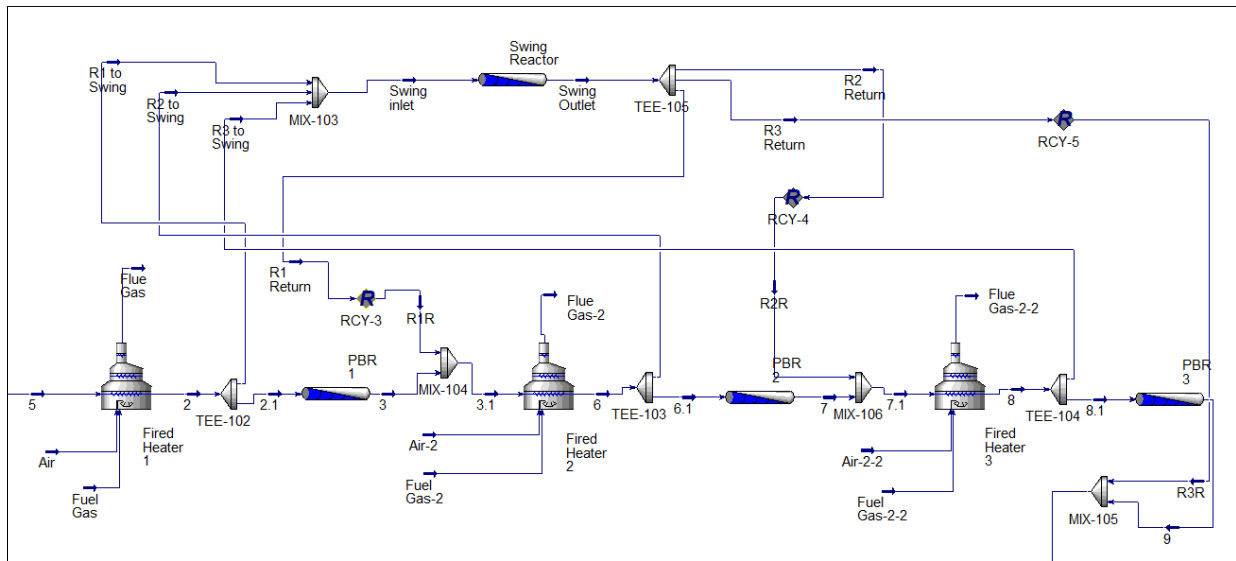 Swing
Reactor
R1 to
Swing
R2 to
Swing
R3 to
Swing
MIX-103
Swing
inlet
Swing
Outlet
TEE-105
R2
Return
R3
Return
R
RCY-5
R
RCY-4
R1
Return
R
RCY-3
R1R
R2R
Flue
Gas
Flue
Gas-2
Flue
Gas-2-2
5
2
TEE-102
2.1
PBR
1
3
MIX-104
3.1
6
TEE-103
6.1
PBR
2
7
MIX-106
7.1
8
TEE-104
8.1
PBR
3
Air
Fired
Heater
1
Fuel
Gas
Air-2
Fired
Heater
2
Fuel
Gas-2
Air-2-2
Fired
Heater
3
Fuel
Gas-2-2
R3R
MIX-105
9